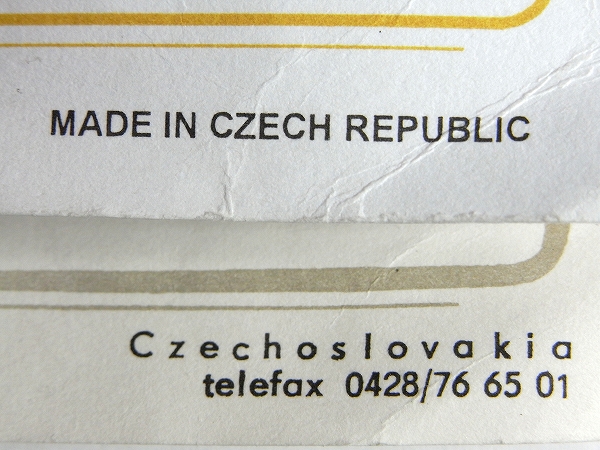 MADE IN CZECH REPUBLIC
Czechoslovakia
telefax 0428/76 65 01